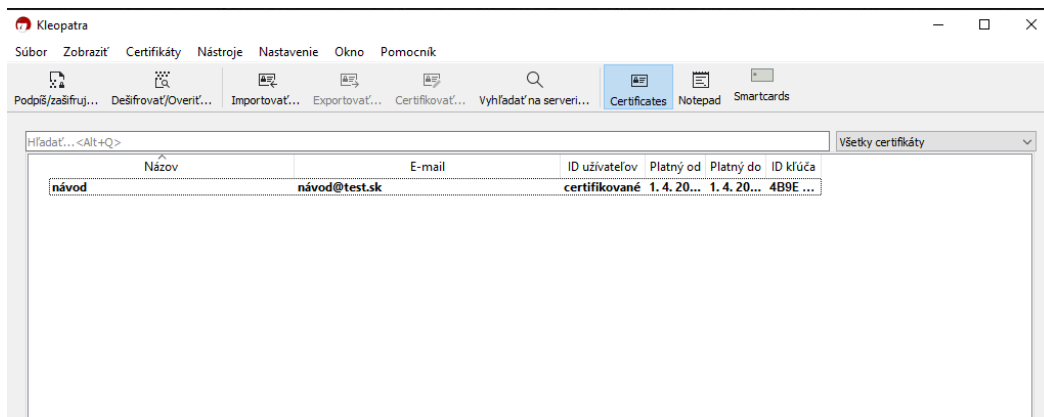 Kleopatra
Súbor Zobraziť Certifikáty Nástroje Nastavenie Okno Pomocník
Podpíš/zašifruj... Dešifrovať/Overiť... Importovať... Exportovať... Certifikovať... Vyhľadať na serveri... Certificates Notepad Smartcards
Hľadať...<Alt+Q> Všetky certifikáty
Názov E-mail ID užívateľov Platný od Platný do ID kľúča
návod návod@test.sk certifikované 1. 4. 20... 1. 4. 20... 4B9E ...